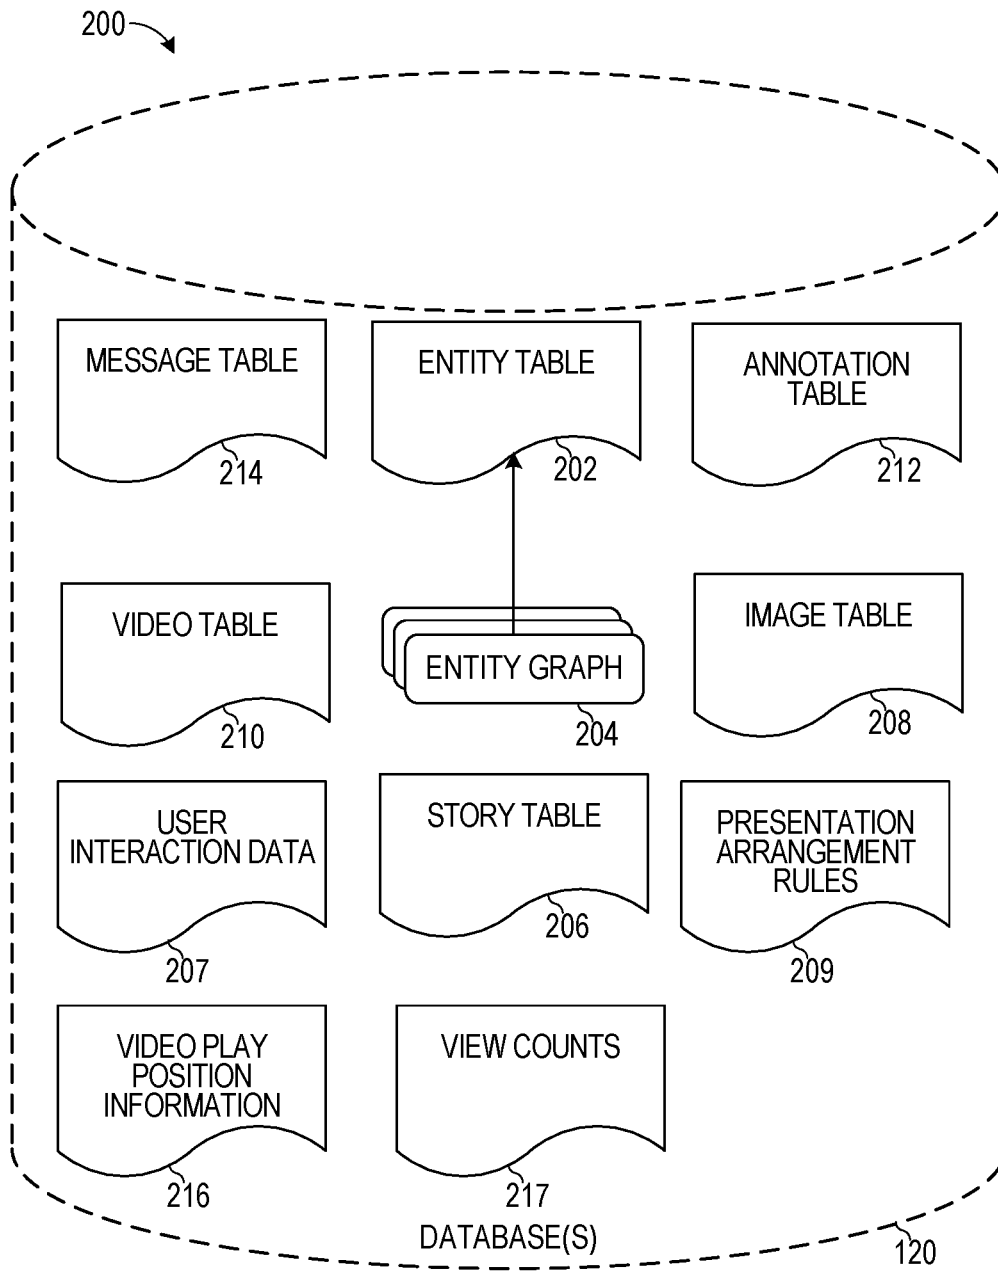 200
MESSAGE TABLE
214
ENTITY TABLE
202
ANNOTATION
TABLE
212
VIDEO TABLE
210
ENTITY GRAPH
204
IMAGE TABLE
208
USER
INTERACTION DATA
207
STORY TABLE
206
PRESENTATION
ARRANGEMENT
RULES
209
VIDEO PLAY
POSITION
INFORMATION
216
VIEW COUNTS
217
DATABASE(S)
120